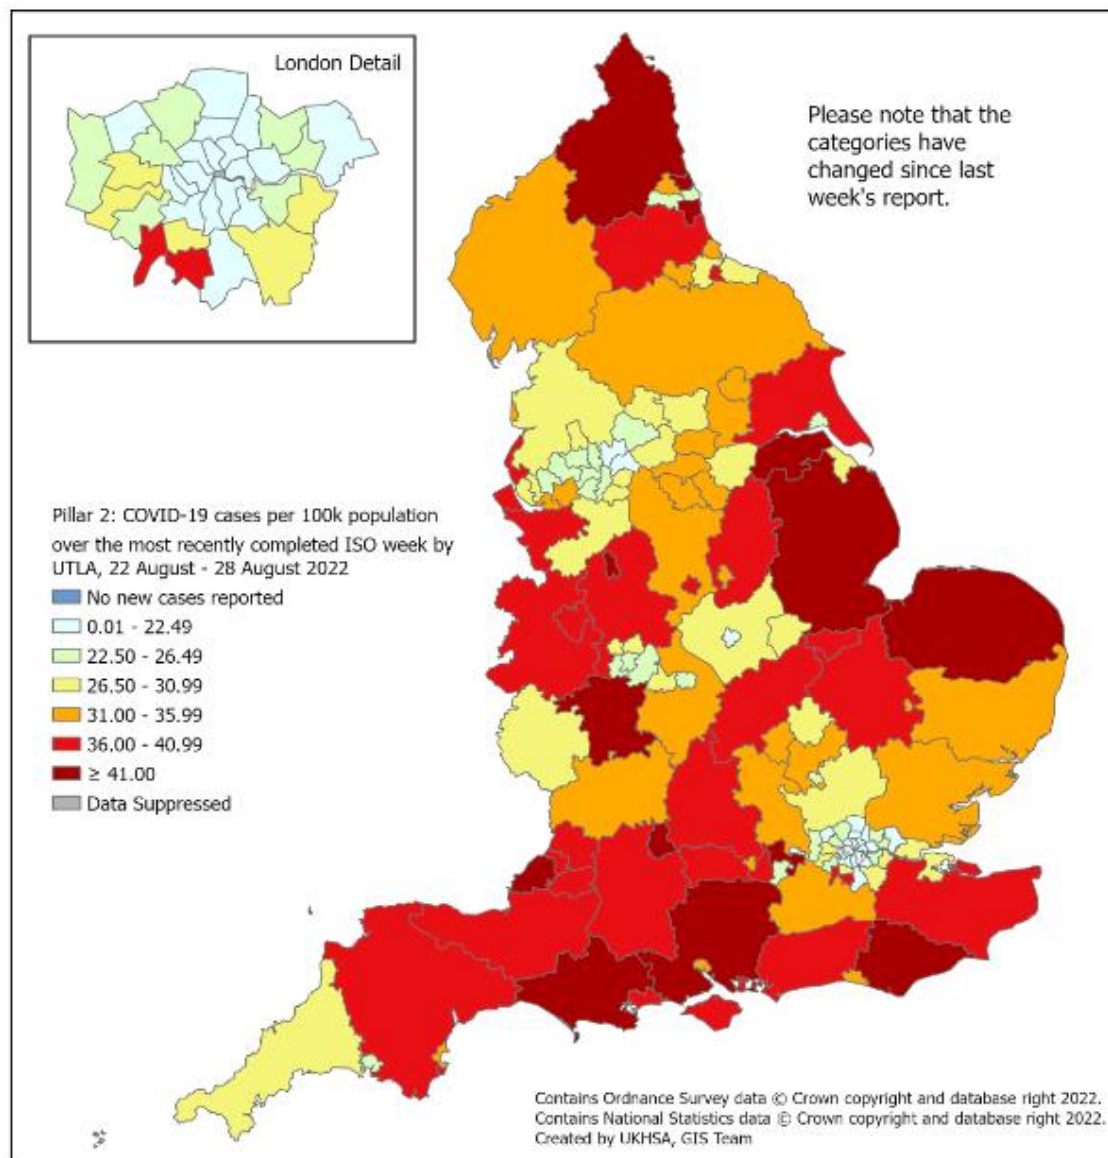 London Detail
Please note that the
categories have
changed since last
week's report.
Pillar 2: COVID-19 cases per 100k population
over the most recently completed ISO week by
UTLA, 22 August - 28 August 2022
No new cases reported
0.01 - 22.49
22.50 - 26.49
26.50 - 30.99
31.00 - 35.99
36.00 - 40.99
≥ 41.00
Data Suppressed
Contains Ordnance Survey data © Crown copyright and database right 2022.
Contains National Statistics data © Crown copyright and database right 2022.
Created by UKHSA, GIS Team